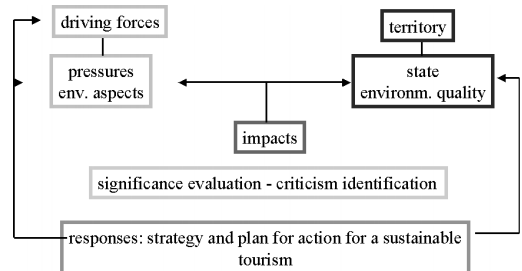 driving forces
territory
pressures
env. aspects
state
environm. quality
impacts
significance evaluation - criticism identification
responses: strategy and plan for action for a sustainable
tourism